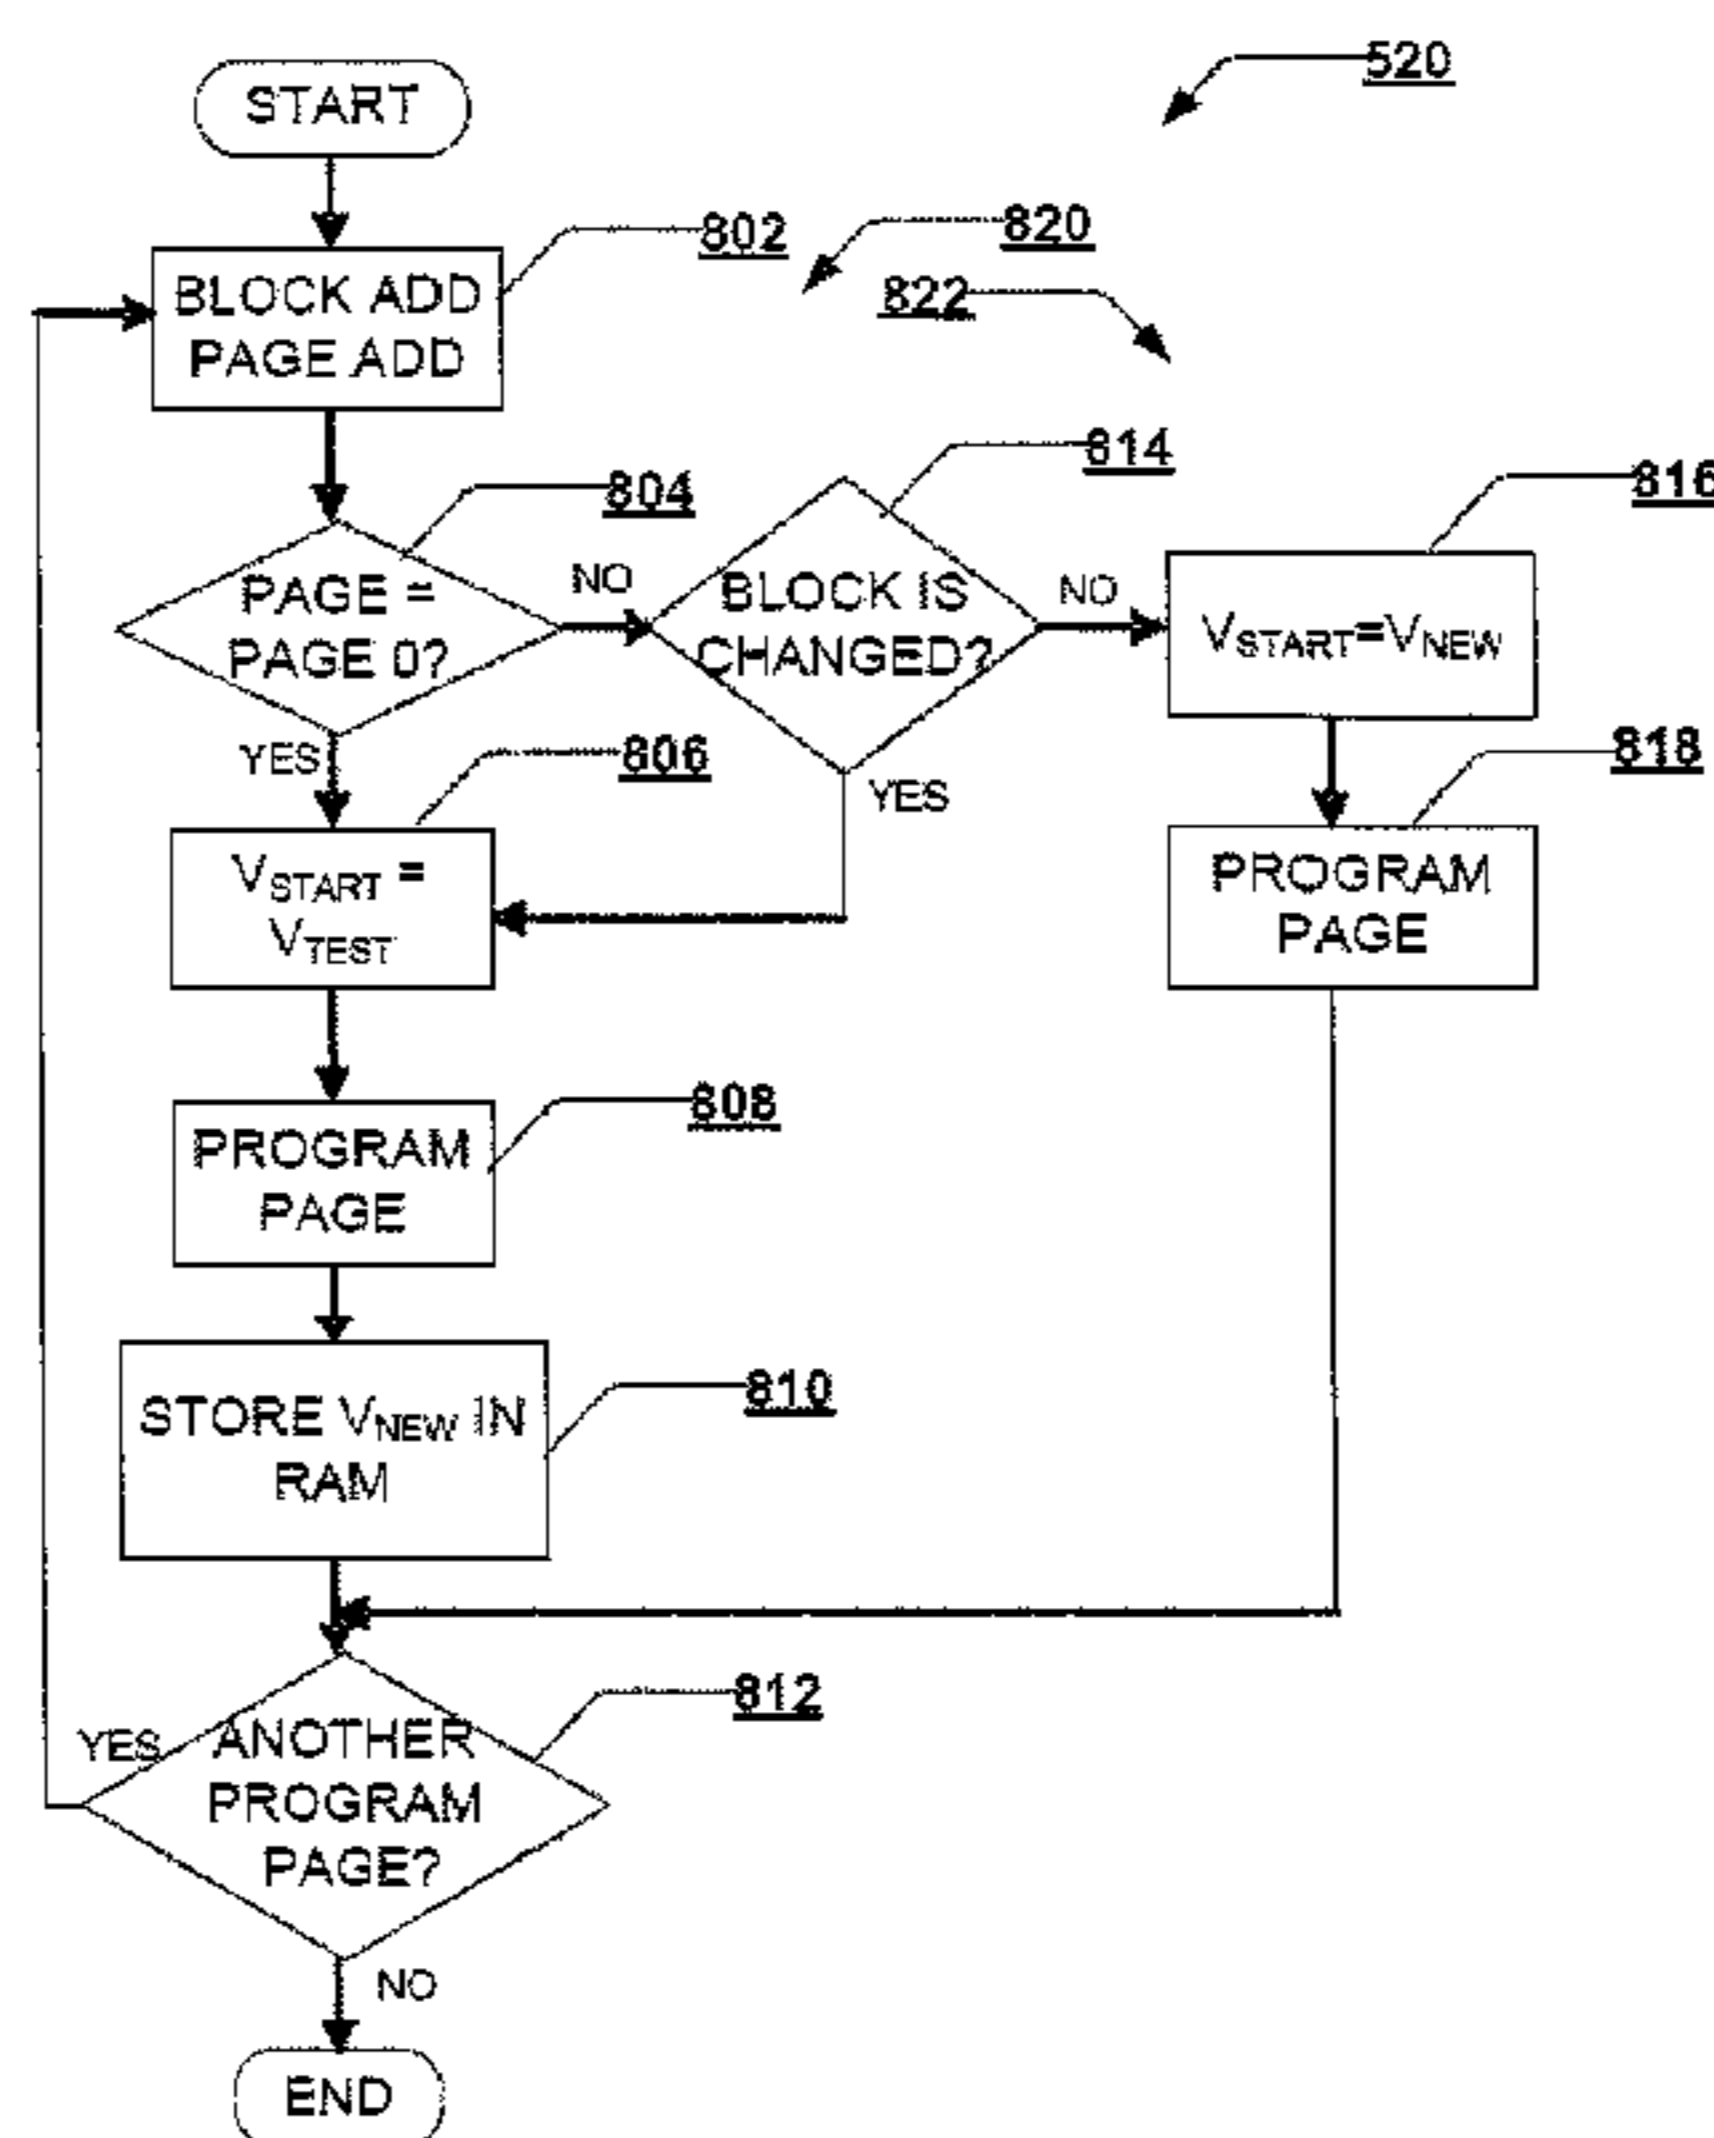 520
START
802
820
822
BLOCK ADD
PAGE ADD
804
814
816
PAGE =
PAGE 0?
NO
BLOCK IS
CHANGED?
NO
VSTART=VNEW
YES
806
YES
818
VSTART =
VTEST
PROGRAM
PAGE
808
PROGRAM
PAGE
810
STORE VNEW IN
RAM
812
YES
ANOTHER
PROGRAM
PAGE?
NO
END